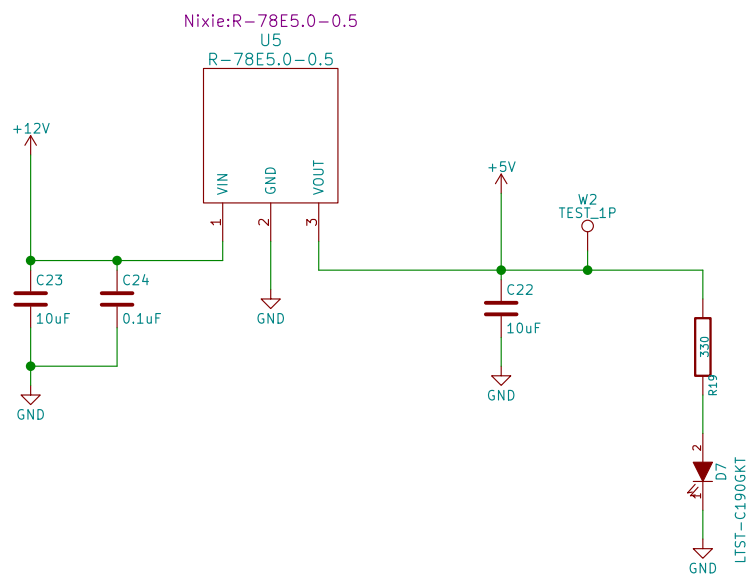 Nixie:R-78E5.0-0.5
U5
R-78E5.0-0.5
+12V
VIN
GND
VOUT
1
2
3
+5V
W2
TEST_1P
C23
10uF
C24
0.1uF
GND
C22
10uF
330
R19
GND
GND
2
D7
1
LTST-C190GKT
GND